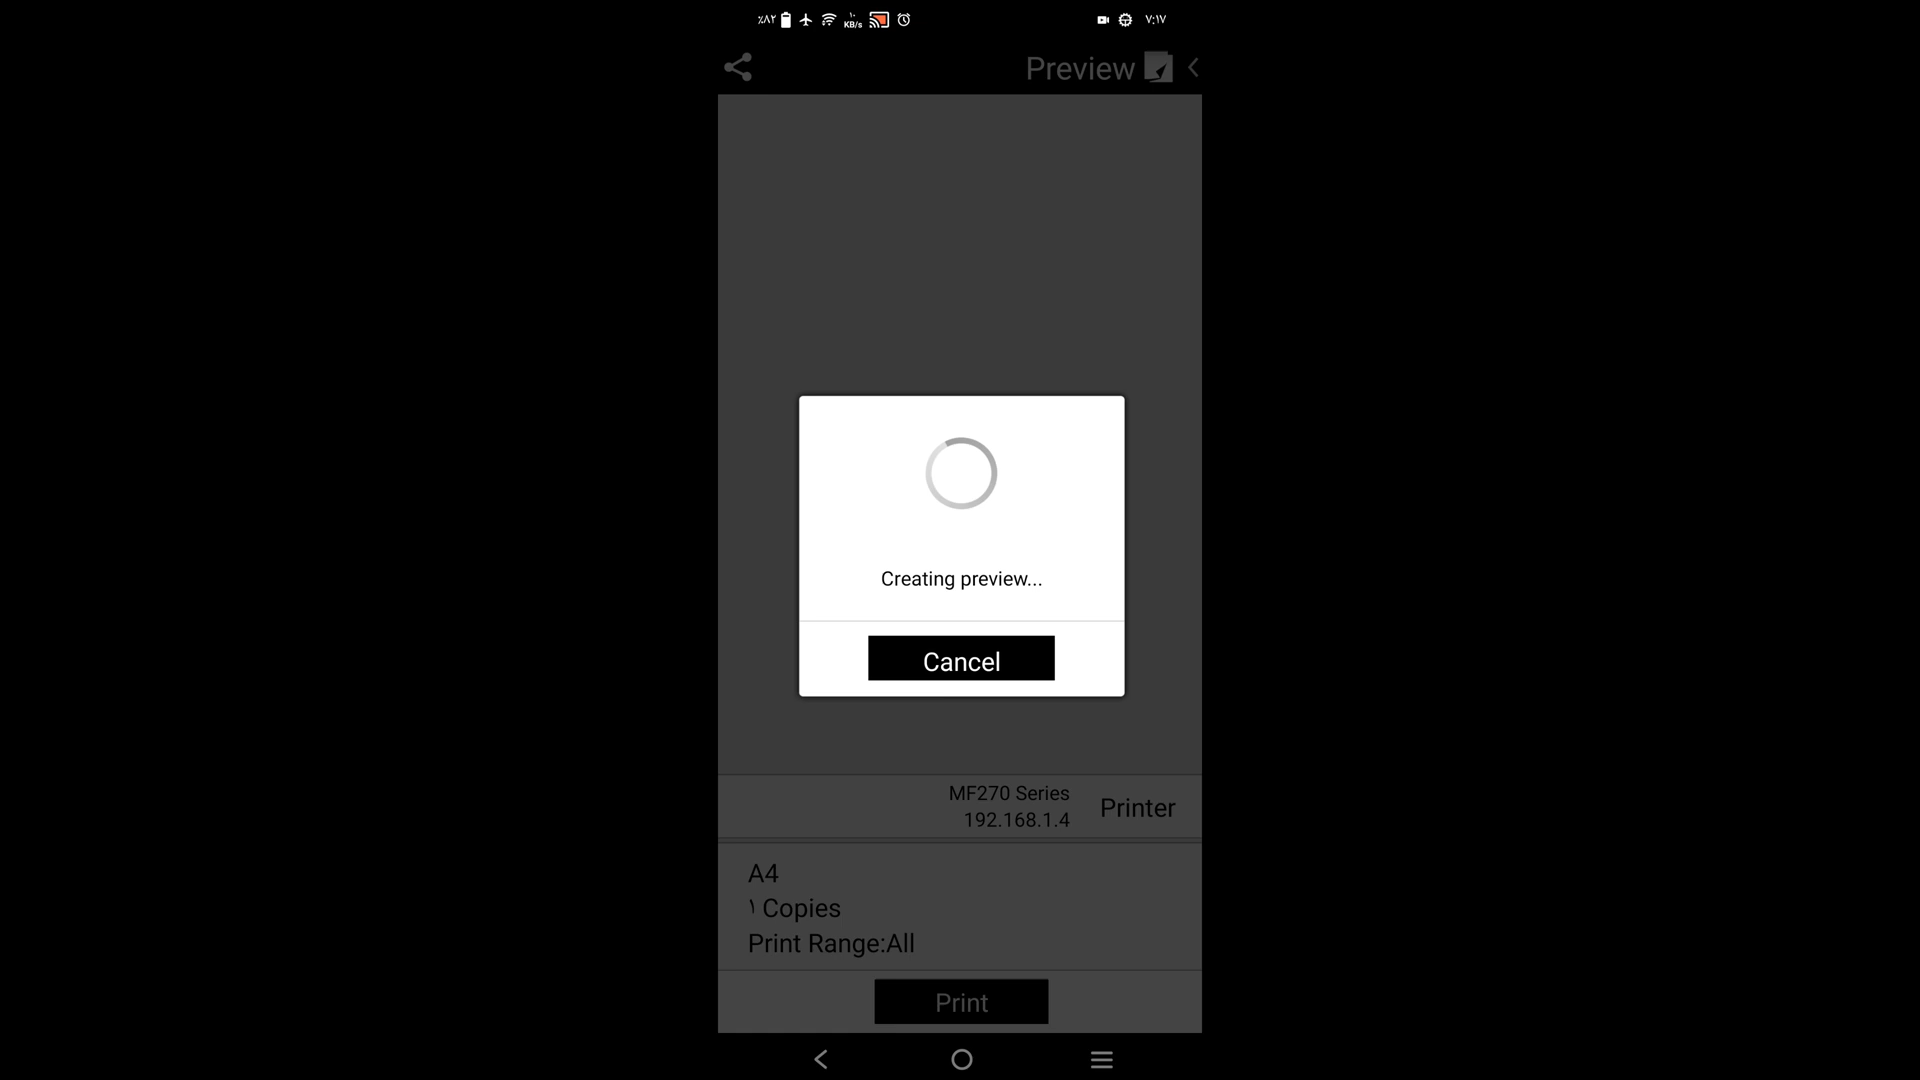 ٪٨٢
١٠
KB/s
٧:١٧
Preview
Creating preview...
Cancel
MF270 Series
192.168.1.4
Printer
A4
١ Copies
Print Range:All
Print